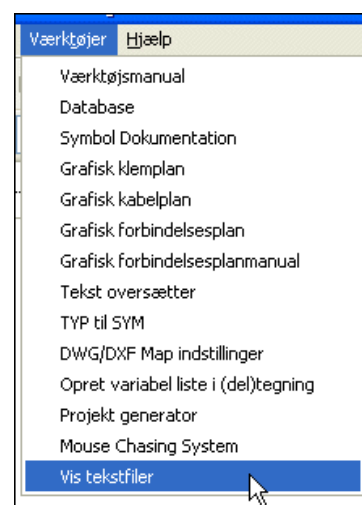 Værktøjer Hjælp
Værktøjsmanual
Database
Symbol Dokumentation
Grafisk klemplan
Grafisk kabelplan
Grafisk forbindelsesplan
Grafisk forbindelsesplanmanual
Tekst oversætter
TYP til SYM
DWG/DXF Map indstillinger
Opret variabel liste i (del)tegning
Projekt generator
Mouse Chasing System
Vis tekstfiler